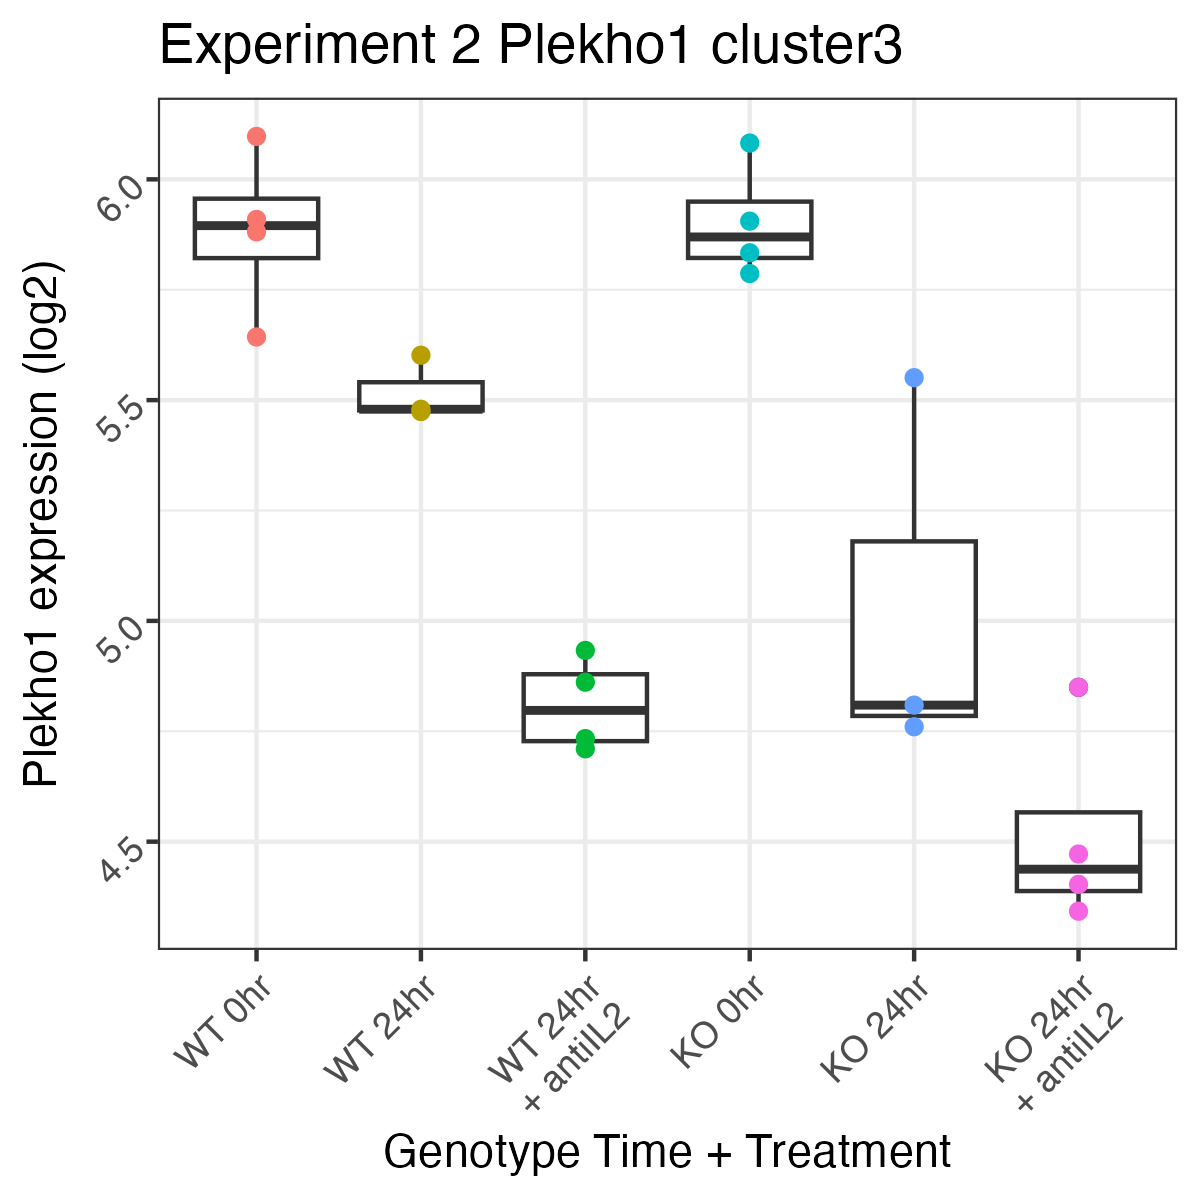 Experiment 2 Plekho1 cluster3
Plekho1 expression (log2)
6.0
5.5
5.0
4.5
WT 0hr
WT 24hr
WT 24hr
+ antiIL2
KO 0hr
KO 24hr
KO 24hr
+ antiIL2
Genotype Time + Treatment